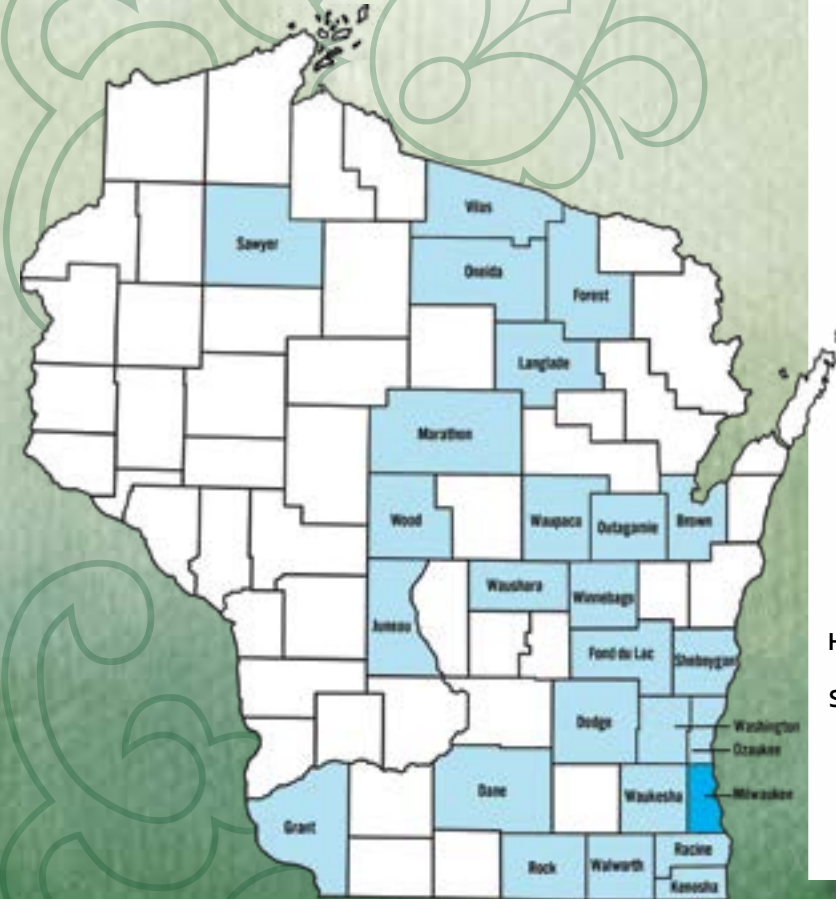 Vilas
Sawyer
Oneida
Forest
Langlade
Marathon
Wood
Waupaca
Outagamie
Brown
Waushara
Winnebago
Juneau
Fond du Lac
Sheboygan
Dodge
Washington
Ozaukee
Dane
Waukesha
Milwaukee
Grant
Rock
Walworth
Racine
Kenosha
H
S